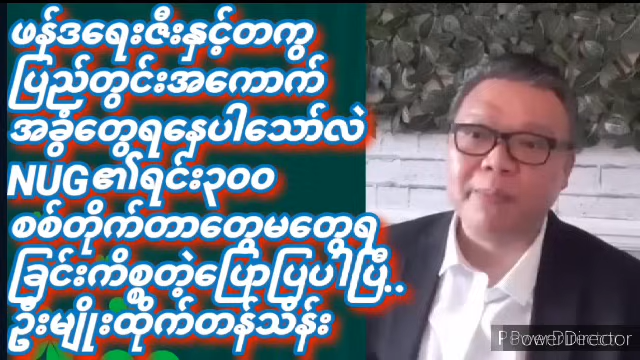 ဖန်ဒရေးဇီးနှင့်တကွ
ပြည်တွင်းအကောက်
အခွံတွေရနေပါသော်လဲ
NUG၏ရင်း၃၀၀
စစ်တိုက်တာတွေမတွေ့ရ
ခြင်းကိစ္စတဲ့ပြောပြပါပြီ..
ဦးမျိုးထိုက်တန်သိန်း
PowerDirector